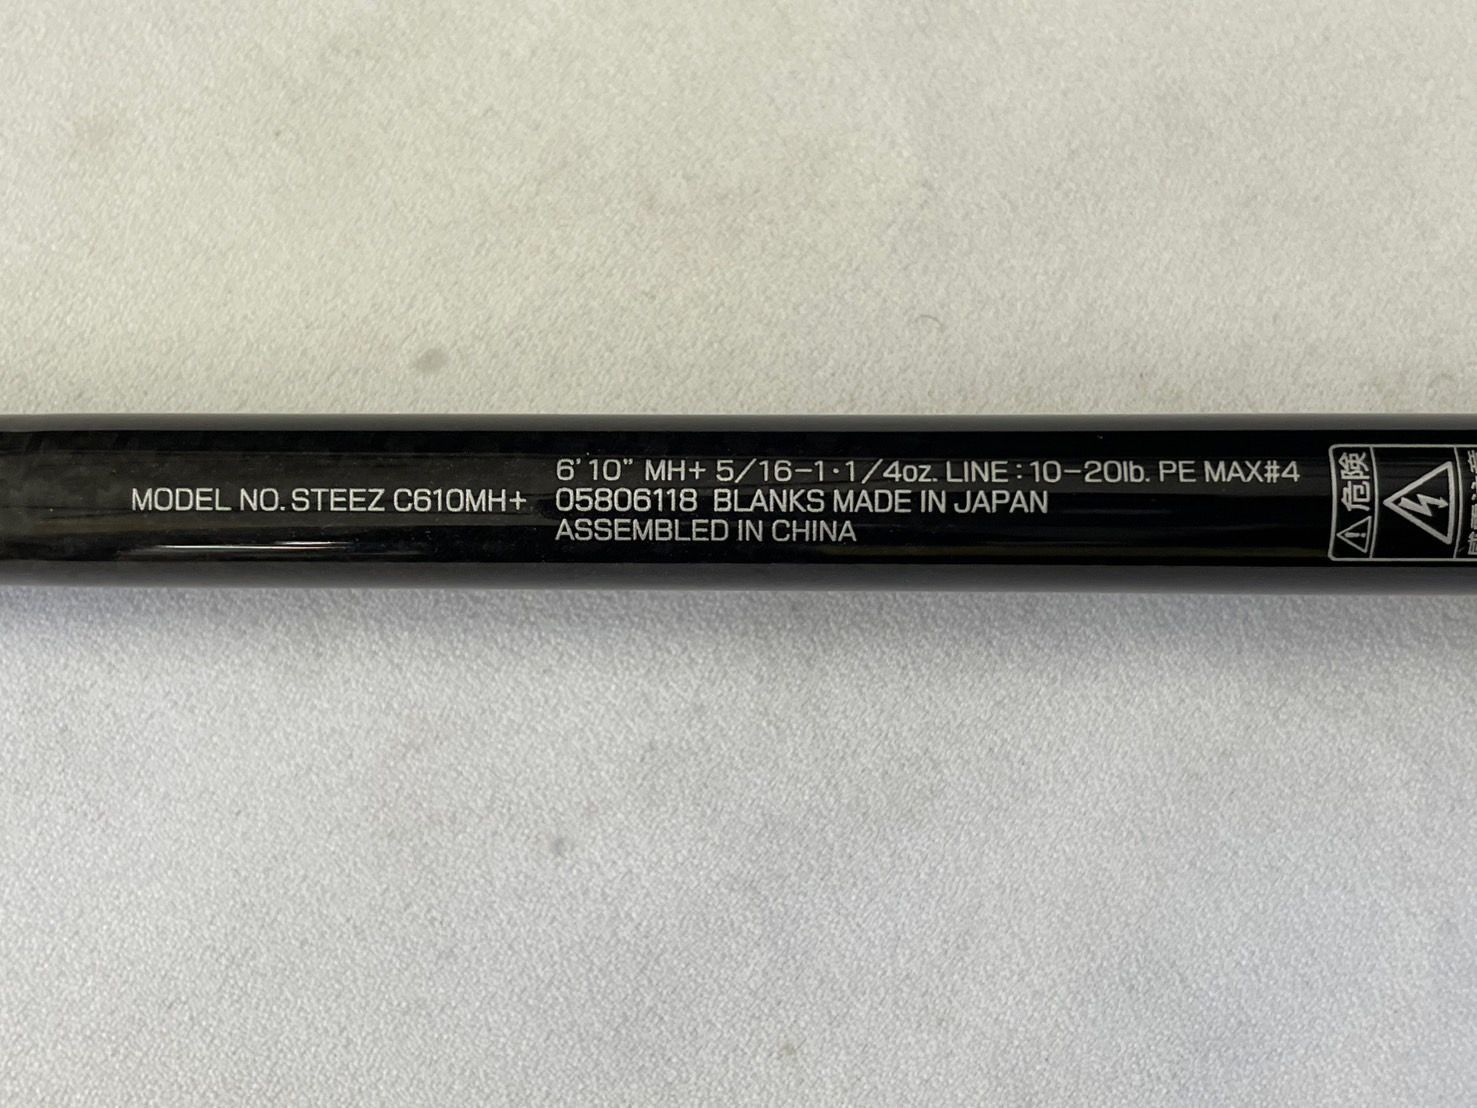 MODEL NO. STEEZ C610MH+
6'10" MH+ 5/16-1·1/4oz. LINE:10-20lb. PE MAX#4
05806118 BLANKS MADE IN JAPAN
ASSEMBLED IN CHINA
危険